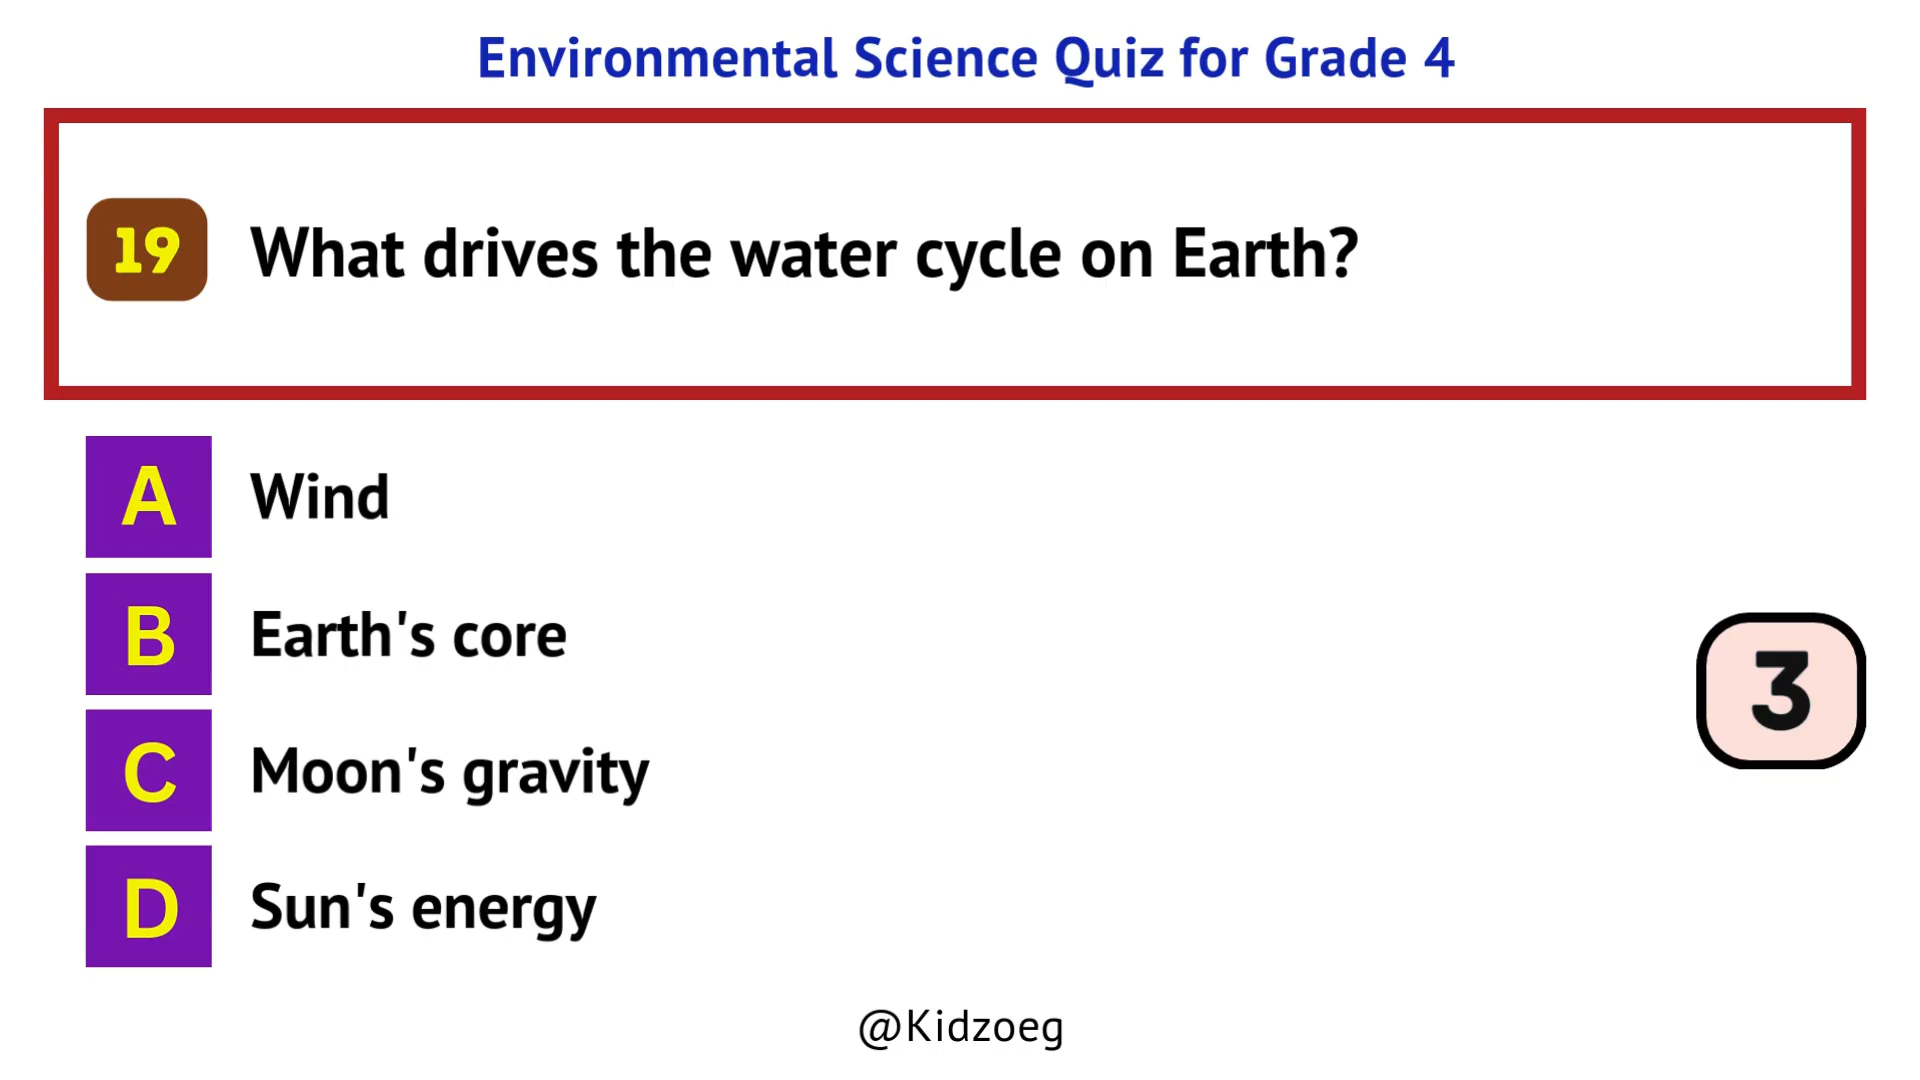 Environmental Science Quiz for Grade 4
19 What drives the water cycle on Earth?
A Wind
B Earth's core
3
C Moon's gravity
D Sun's energy
@Kidzoeg